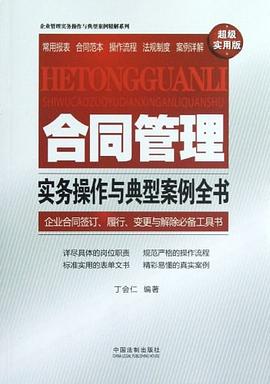 企业管理实务操作与典型案例精解系列
常用报表 合同范本 操作流程 法规制度 案例详解
超级
实用版
HETONGGUANLI
SHIWUCAOZUOYUDIANXINGANLIQUANSHU
合同管理
实务操作与典型案例全书
企业合同签订、履行、变更与解除必备工具书
详尽具体的岗位职责 规范严格的操作流程
标准实用的表单文书 精彩易懂的真实案例
丁会仁 编著
中国法制出版社
CHINA LEGAL PUBLISHING HOUSE